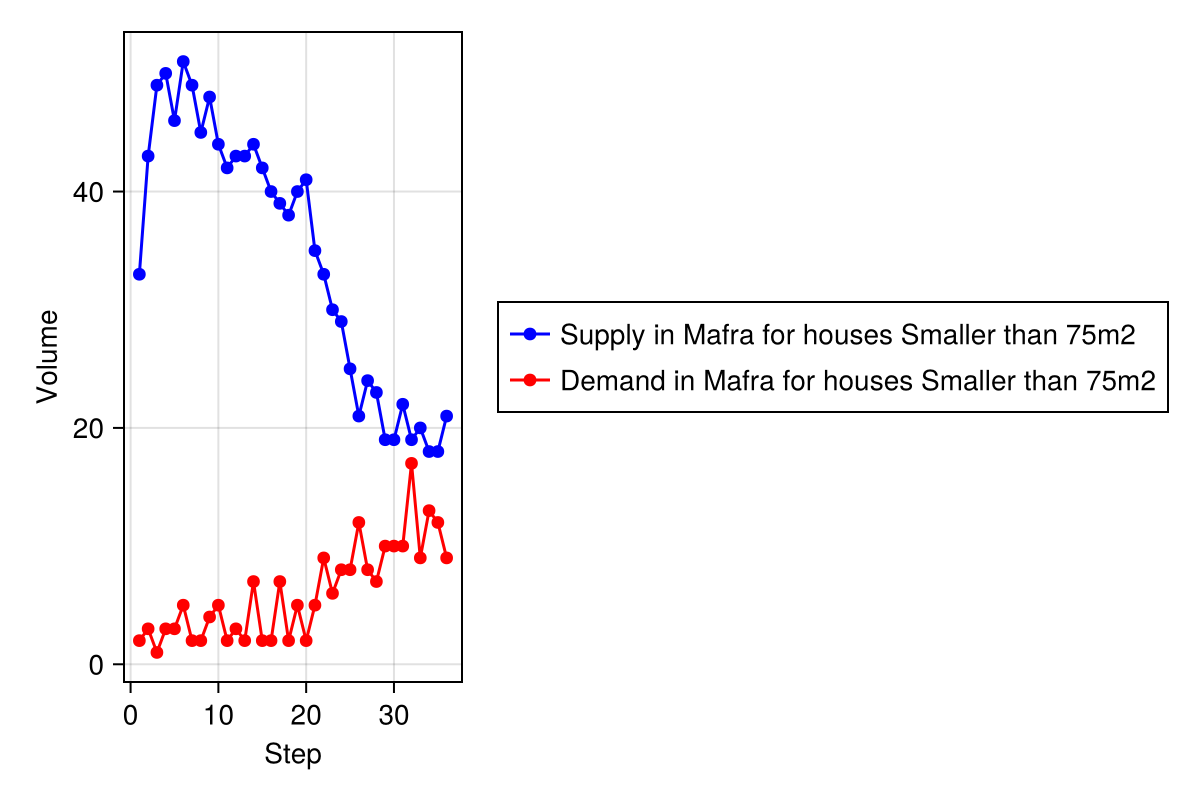 Volume
40
20
0
0 10 20 30
Step
Supply in Mafra for houses Smaller than 75m2
Demand in Mafra for houses Smaller than 75m2